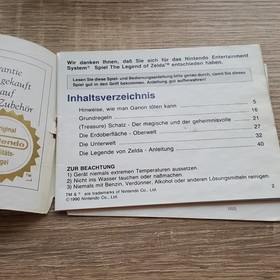 rantie
gekauft
auf
Zubehör
Original
Nintendo
Wir danken Ihnen, daß Sie sich für das Nintendo Entertainment
System® Spiel The Legend of Zelda™ entschieden haben.
Lesen Sie diese Spiel- und Bedienungsanleitung bitte genau durch, damit Sie dieses
Spiel gut in den Griff bekommen. Anleitung gut aufbewahren!
Inhaltsverzeichnis
Hinweise, wie man Ganon töten kann 5
Grundregeln 16
(Treasure) Schatz - Der magische und der geheimnisvolle 21
Die Erdoberfläche - Oberwelt 27
Die Unterwelt 32
Die Legende von Zelda - Anleitung 40
ZUR BEACHTUNG
1) Gerät niemals extremen Temperaturen aussetzen.
2) Nicht ins Wasser tauchen oder naßmachen.
3) Niemals mit Benzin, Verdünner, Alkohol oder anderen Lösungsmitteln reinigen.
TM & ® are trademarks of Nintendo Co., Ltd.
©1990 Nintendo Co., Ltd.
2